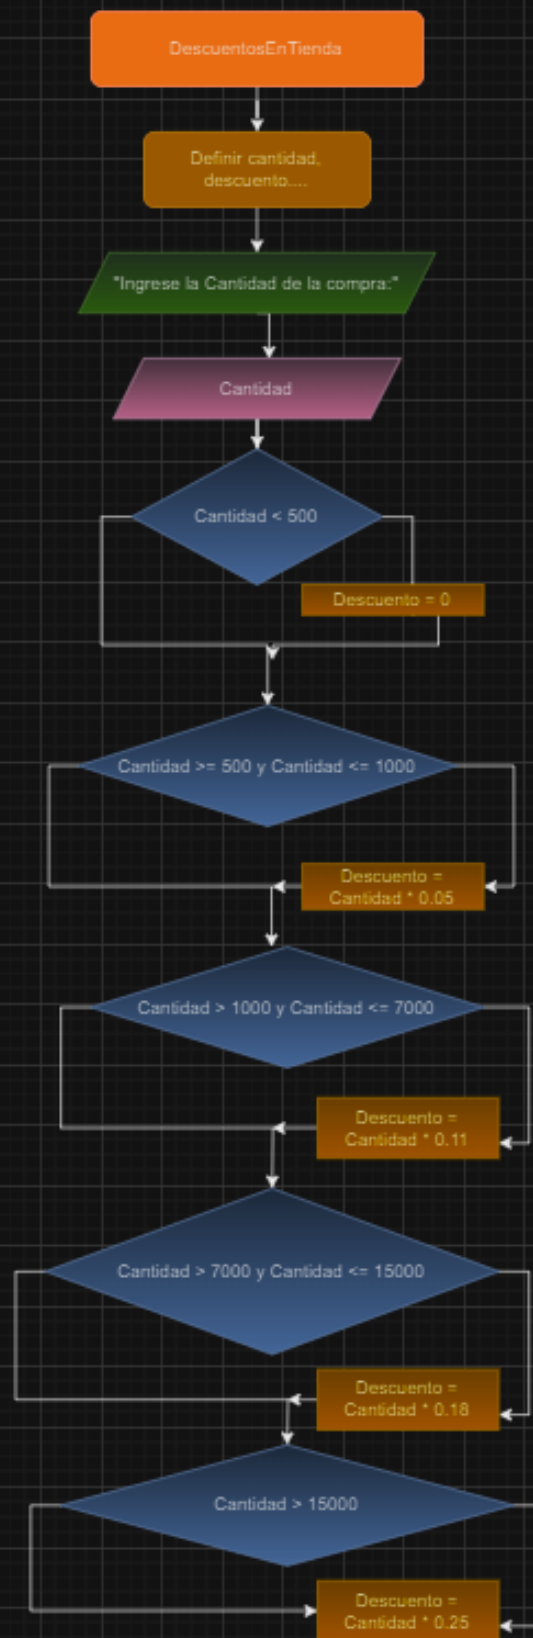 DescuentosEnTienda
Definir cantidad,
descuento....
"Ingrese la Cantidad de la compra:"
Cantidad
Cantidad < 500
Descuento = 0
Cantidad >= 500 y Cantidad <= 1000
Descuento =
Cantidad * 0.05
Cantidad > 1000 y Cantidad <= 7000
Descuento =
Cantidad * 0.11
Cantidad > 7000 y Cantidad <= 15000
Descuento =
Cantidad * 0.18
Cantidad > 15000
Descuento =
Cantidad * 0.25